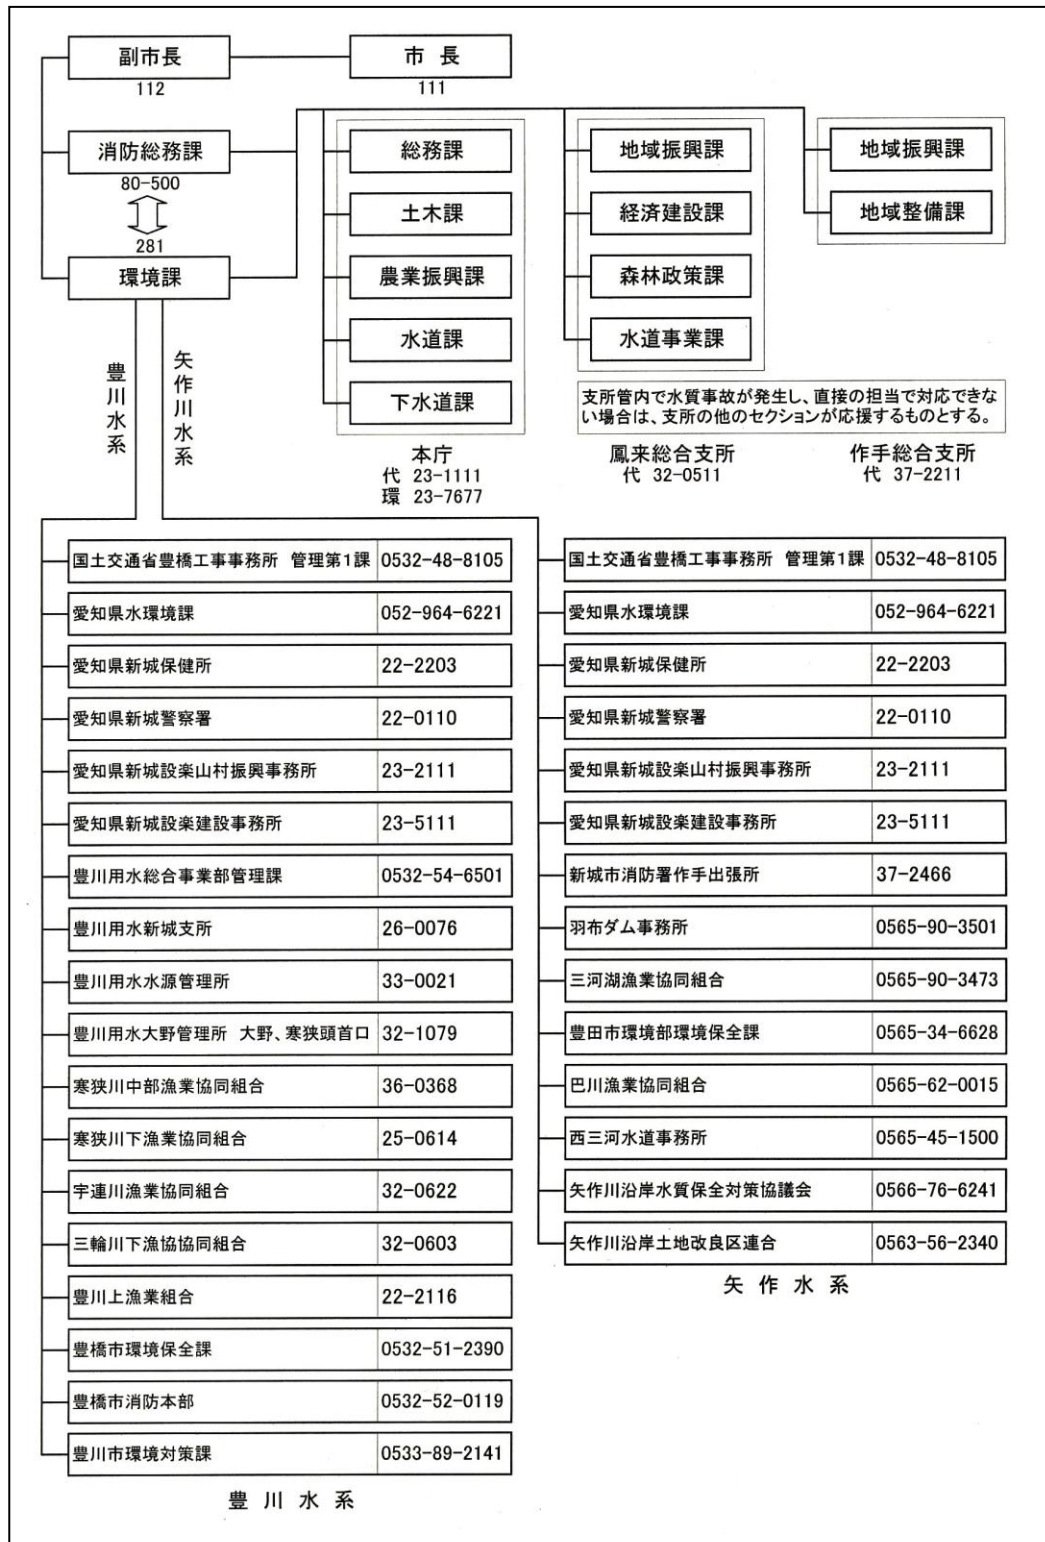 副市長
市 長
112
111
消防総務課
80-500
281
環境課
総務課
土木課
農業振興課
水道課
下水道課
地域振興課
経済建設課
森林政策課
水道事業課
地域振興課
地域整備課
支所管内で水質事故が発生し、直接の担当で対応できな
い場合は、支所の他のセクションが応援するものとする。
本庁
代 23-1111
環 23-7677
鳳来総合支所
代 32-0511
作手総合支所
代 37-2211
豊川水系
矢作川水系
国土交通省豊橋工事事務所 管理第1課 0532-48-8105
愛知県水環境課 052-964-6221
愛知県新城保健所 22-2203
愛知県新城警察署 22-0110
愛知県新城設楽山村振興事務所 23-2111
愛知県新城設楽建設事務所 23-5111
豊川用水総合事業部管理課 0532-54-6501
豊川用水新城支所 26-0076
豊川用水水源管理所 33-0021
豊川用水大野管理所 大野、寒狭頭首口 32-1079
寒狭川中部漁業協同組合 36-0368
寒狭川下漁業協同組合 25-0614
宇連川漁業協同組合 32-0622
三輪川下漁協協同組合 32-0603
豊川上漁業組合 22-2116
豊橋市環境保全課 0532-51-2390
豊橋市消防本部 0532-52-0119
豊川市環境対策課 0533-89-2141
豊 川 水 系
国土交通省豊橋工事事務所 管理第1課 0532-48-8105
愛知県水環境課 052-964-6221
愛知県新城保健所 22-2203
愛知県新城警察署 22-0110
愛知県新城設楽山村振興事務所 23-2111
愛知県新城設楽建設事務所 23-5111
新城市消防署作手出張所 37-2466
羽布ダム事務所 0565-90-3501
三河湖漁業協同組合 0565-90-3473
豊田市環境部環境保全課 0565-34-6628
巴川漁業協同組合 0565-62-0015
西三河水道事務所 0565-45-1500
矢作川沿岸水質保全対策協議会 0566-76-6241
矢作川沿岸土地改良区連合 0563-56-2340
矢 作 水 系